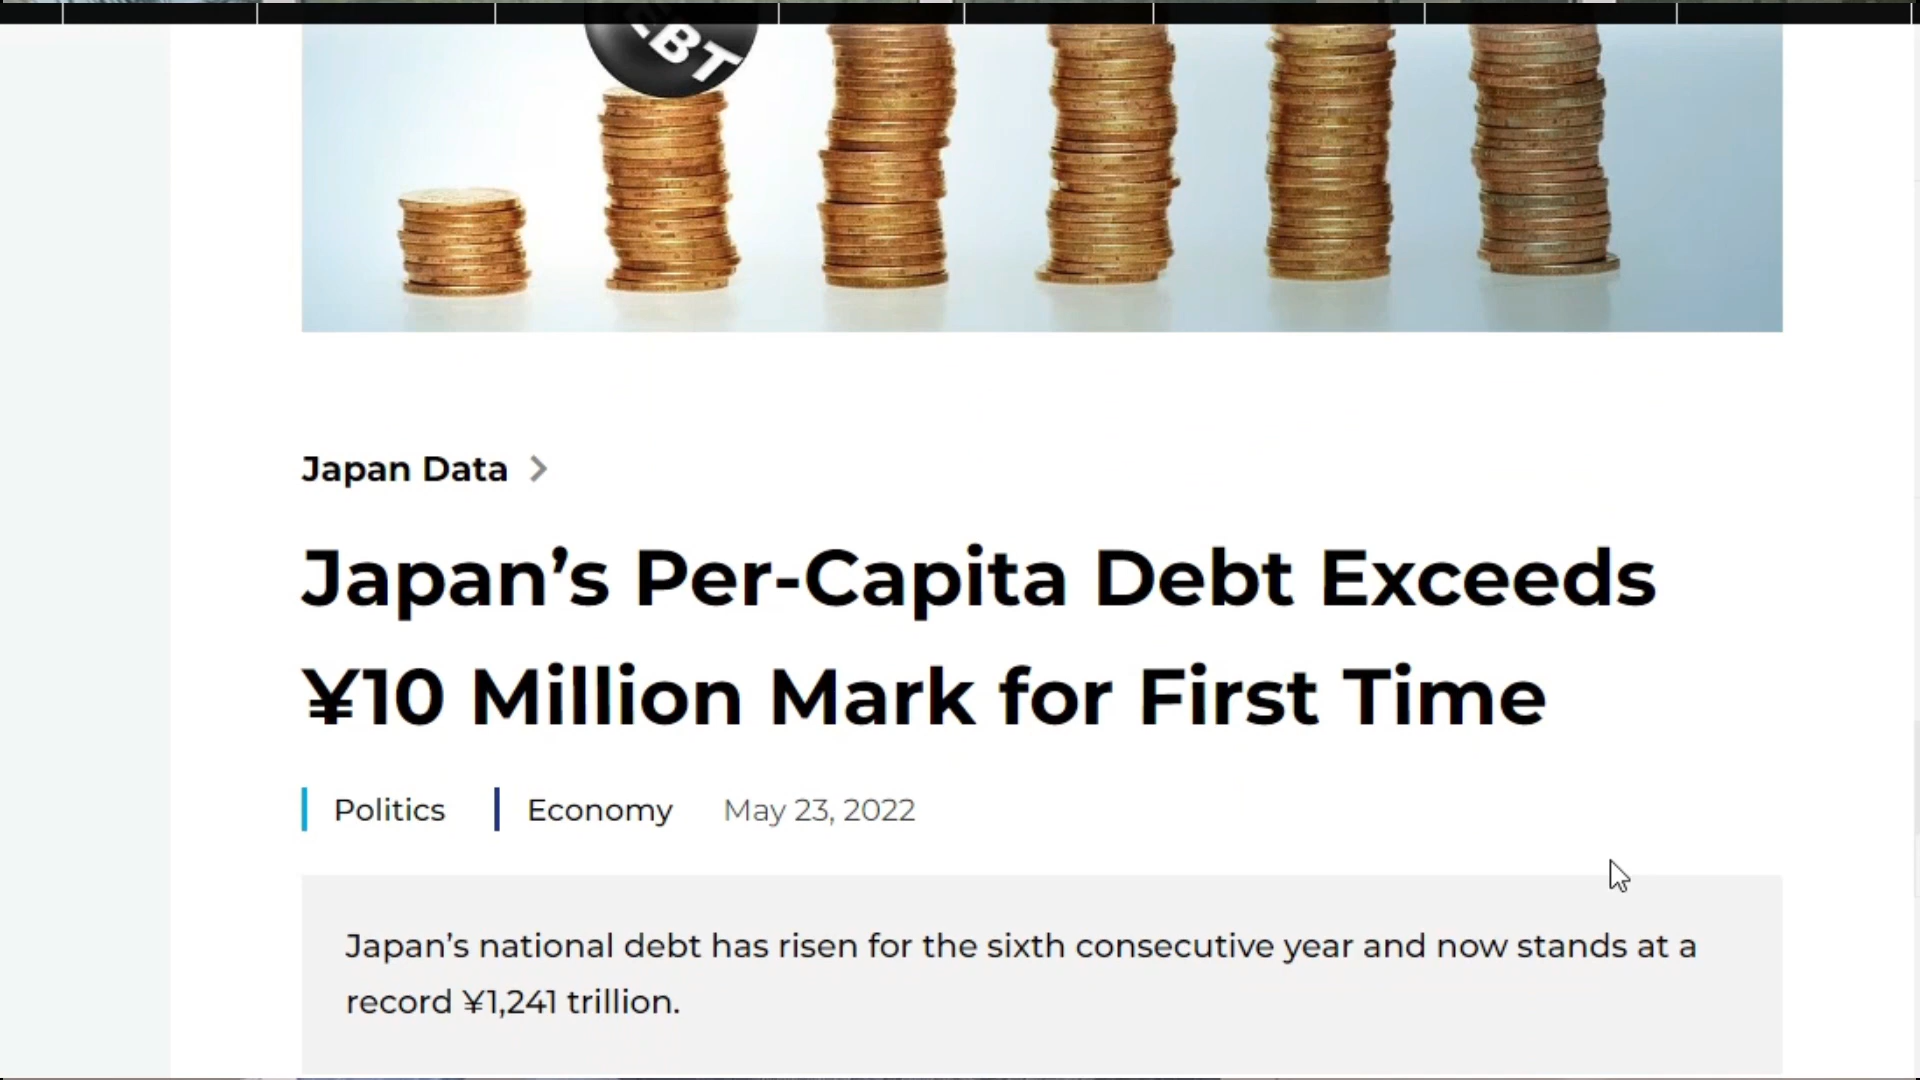 Japan Data
Japan’s Per-Capita Debt Exceeds
¥10 Million Mark for First Time
Politics Economy May 23, 2022
Japan’s national debt has risen for the sixth consecutive year and now stands at a
record ¥1,241 trillion.